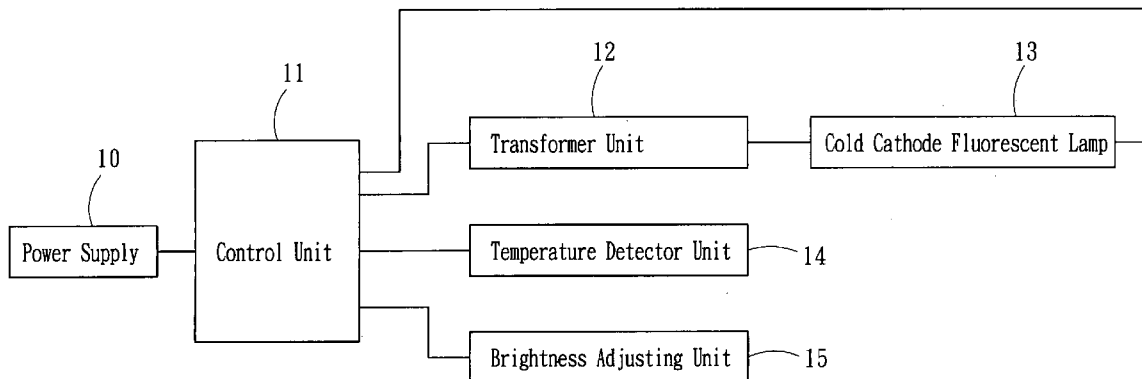 12
13
11
Transformer Unit
Cold Cathode Fluorescent Lamp
10
Power Supply
Control Unit
Temperature Detector Unit
14
Brightness Adjusting Unit
15